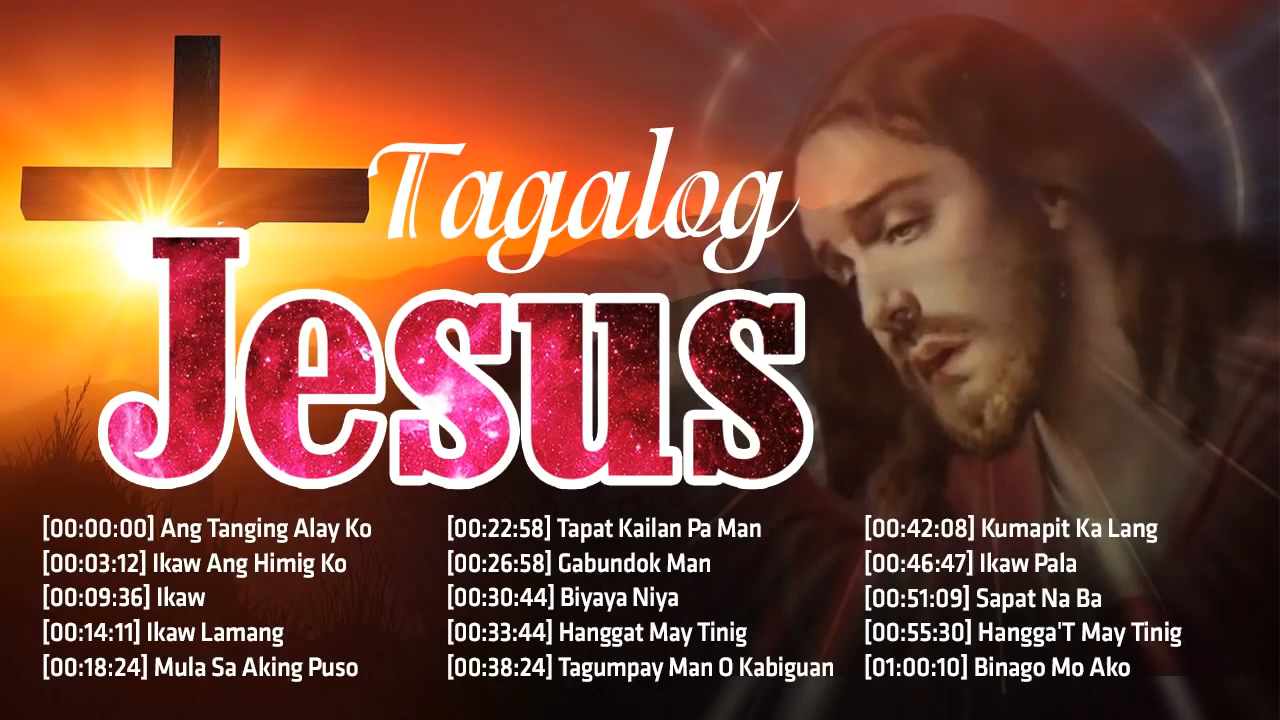 Tagalog
Jesus
[00:00:00] Ang Tanging Alay Ko
[00:03:12] Ikaw Ang Himig Ko
[00:09:36] Ikaw
[00:14:11] Ikaw Lamang
[00:18:24] Mula Sa Aking Puso
[00:22:58] Tapat Kailan Pa Man
[00:26:58] Gabundok Man
[00:30:44] Biyaya Niya
[00:33:44] Hanggat May Tinig
[00:38:24] Tagumpay Man O Kabiguan
[00:42:08] Kumapit Ka Lang
[00:46:47] Ikaw Pala
[00:51:09] Sapat Na Ba
[00:55:30] Hangga'T May Tinig
[01:00:10] Binago Mo Ako